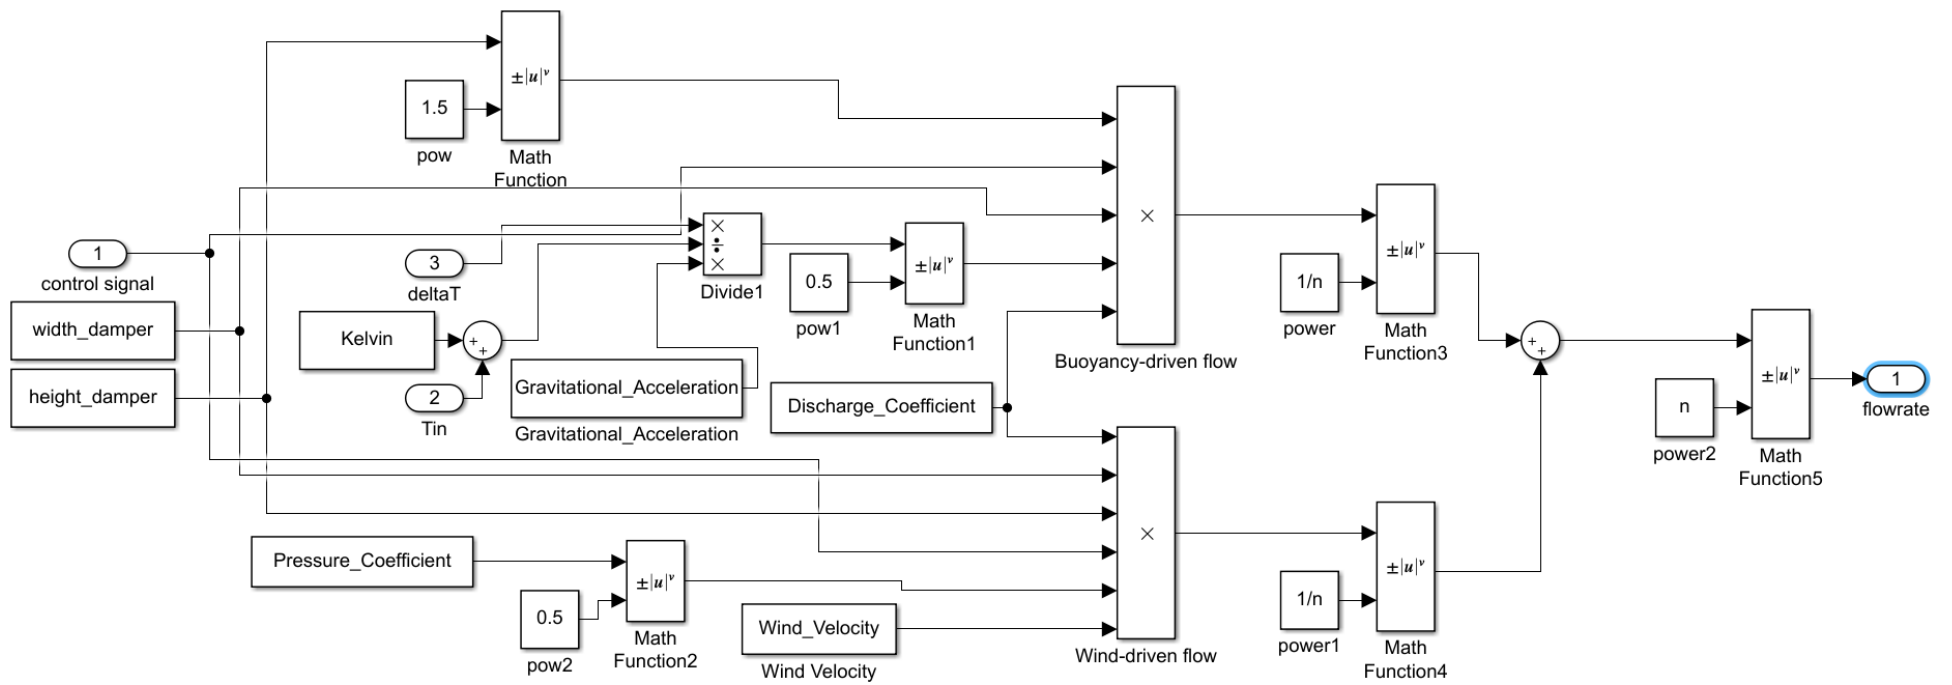 ±|u|ᵛ
1.5
pow
Math
Function
1
control signal
width_damper
height_damper
3
deltaT
Kelvin
+
+
2
Tin
×
÷
×
Divide1
Gravitational_Acceleration
Gravitational_Acceleration
0.5
pow1
±|u|ᵛ
Math
Function1
Discharge_Coefficient
×
Buoyancy-driven flow
Pressure_Coefficient
0.5
pow2
±|u|ᵛ
Math
Function2
Wind_Velocity
Wind Velocity
×
Wind-driven flow
1/n
power
±|u|ᵛ
Math
Function3
1/n
power1
±|u|ᵛ
Math
Function4
+
+
n
power2
±|u|ᵛ
Math
Function5
1
flowrate